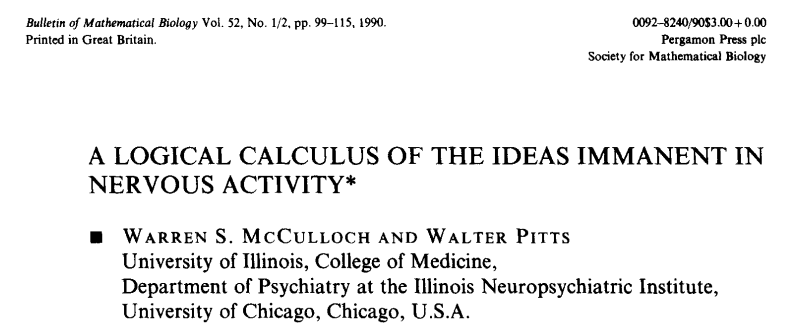 Bulletin of Mathematical Biology Vol. 52, No. 1/2, pp. 99–115, 1990.
Printed in Great Britain.
0092–8240/90$3.00 + 0.00
Pergamon Press plc
Society for Mathematical Biology
A LOGICAL CALCULUS OF THE IDEAS IMMANENT IN
NERVOUS ACTIVITY*
■ WARREN S. MCCULLOCH AND WALTER PITTS
University of Illinois, College of Medicine,
Department of Psychiatry at the Illinois Neuropsychiatric Institute,
University of Chicago, Chicago, U.S.A.